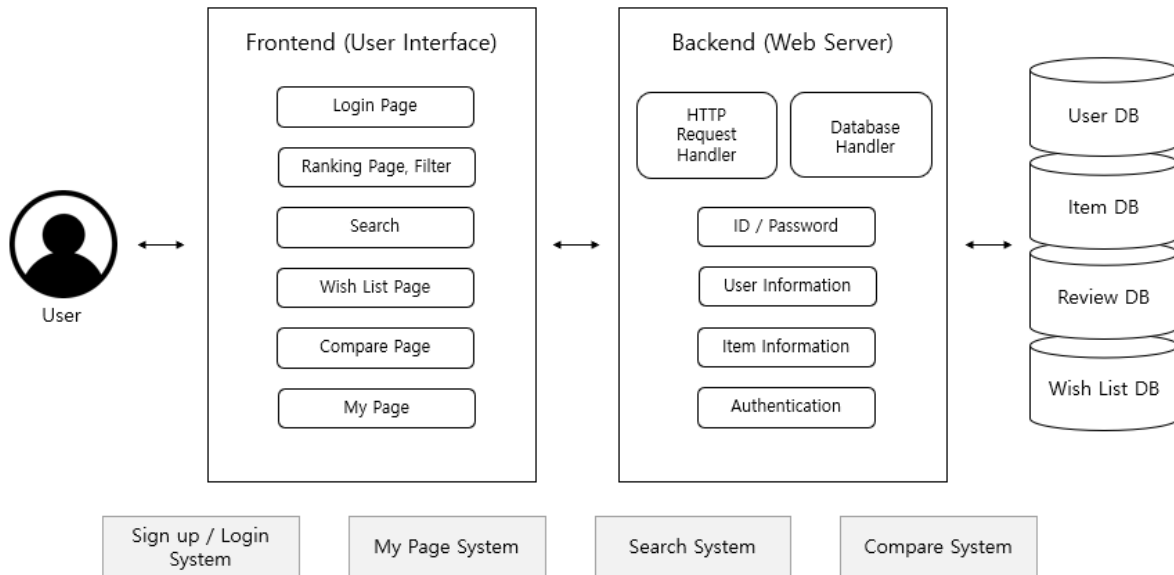 Frontend (User Interface)
Login Page
Ranking Page, Filter
Search
Wish List Page
Compare Page
My Page
User
Backend (Web Server)
HTTP
Request
Handler
Database
Handler
ID / Password
User Information
Item Information
Authentication
User DB
Item DB
Review DB
Wish List DB
Sign up / Login
System
My Page System
Search System
Compare System